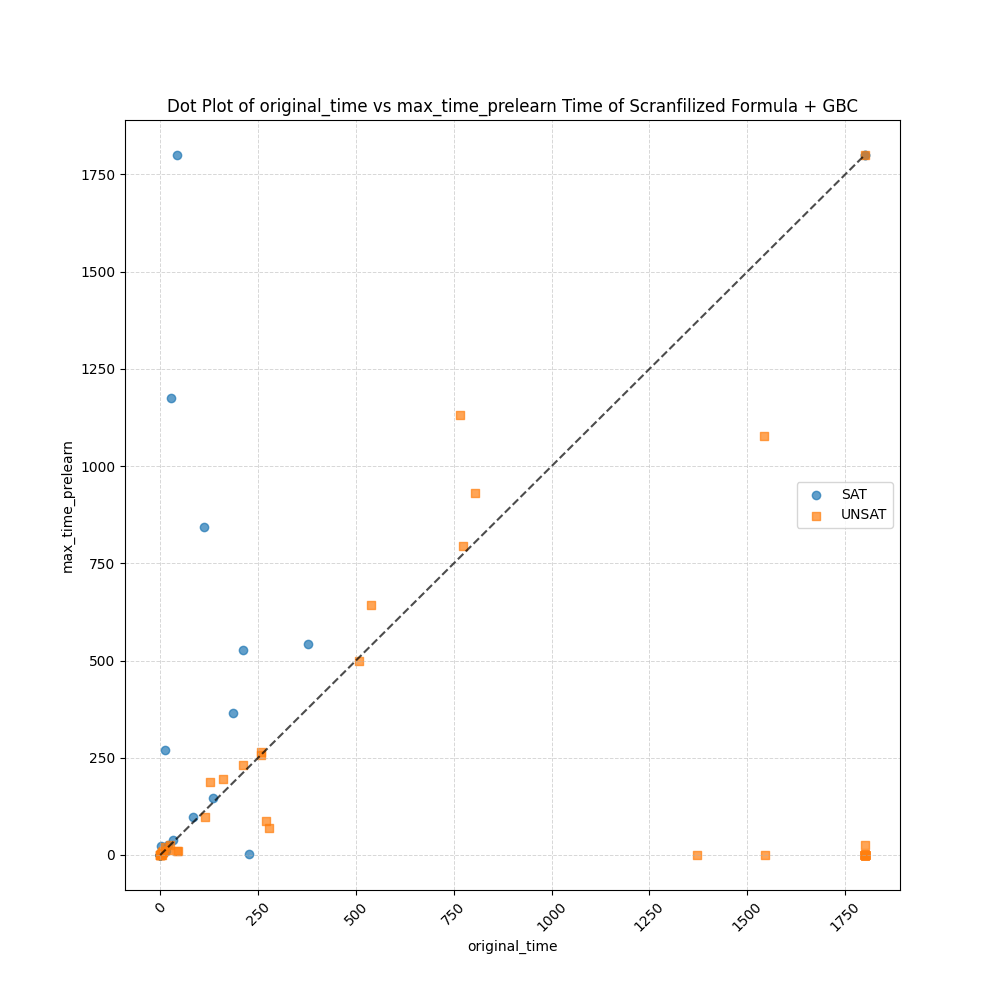 Dot Plot of original_time vs max_time_prelearn Time of Scranfilized Formula + GBC
1750
1500
1250
1000
750
500
250
0
max_time_prelearn
SAT
UNSAT
0 250 500 750 1000 1250 1500 1750
original_time